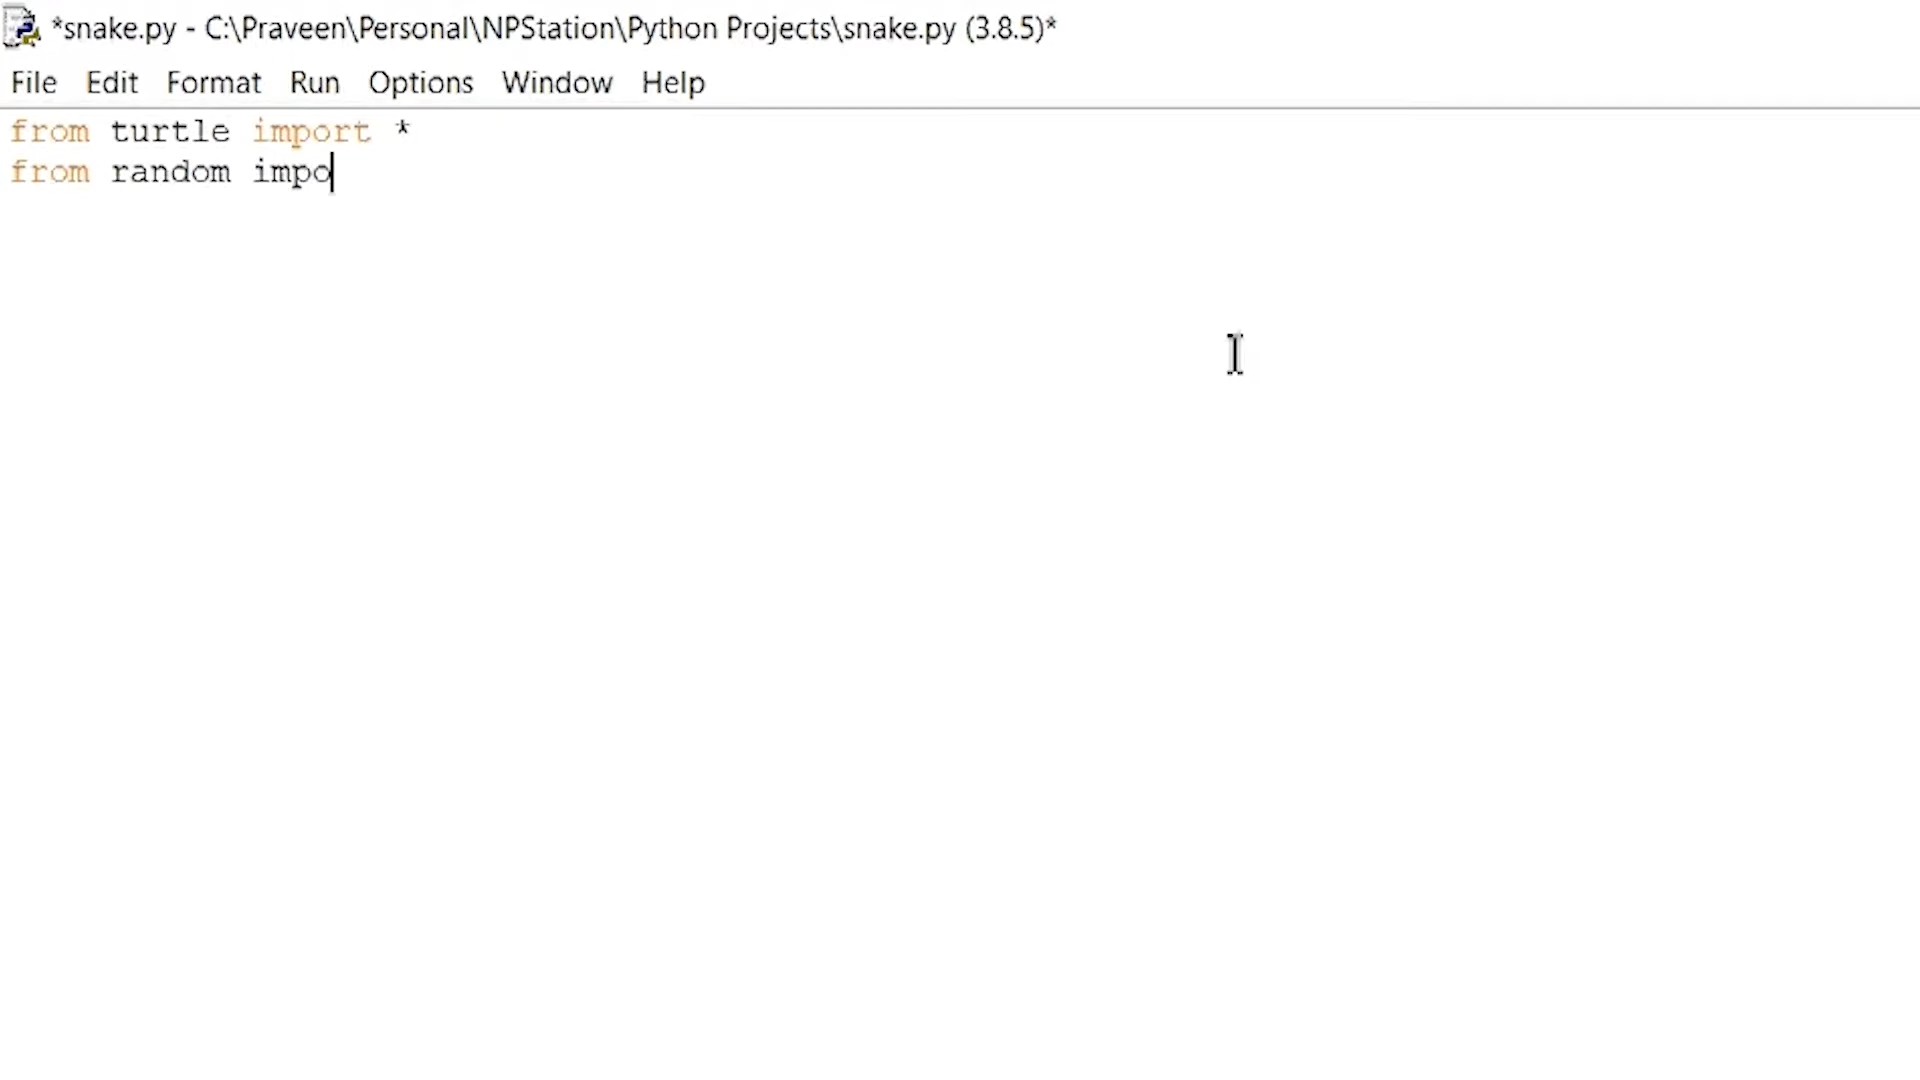 *snake.py - C:\Praveen\Personal\NPStation\Python Projects\snake.py (3.8.5)*
File Edit Format Run Options Window Help
from turtle import *
from random impo